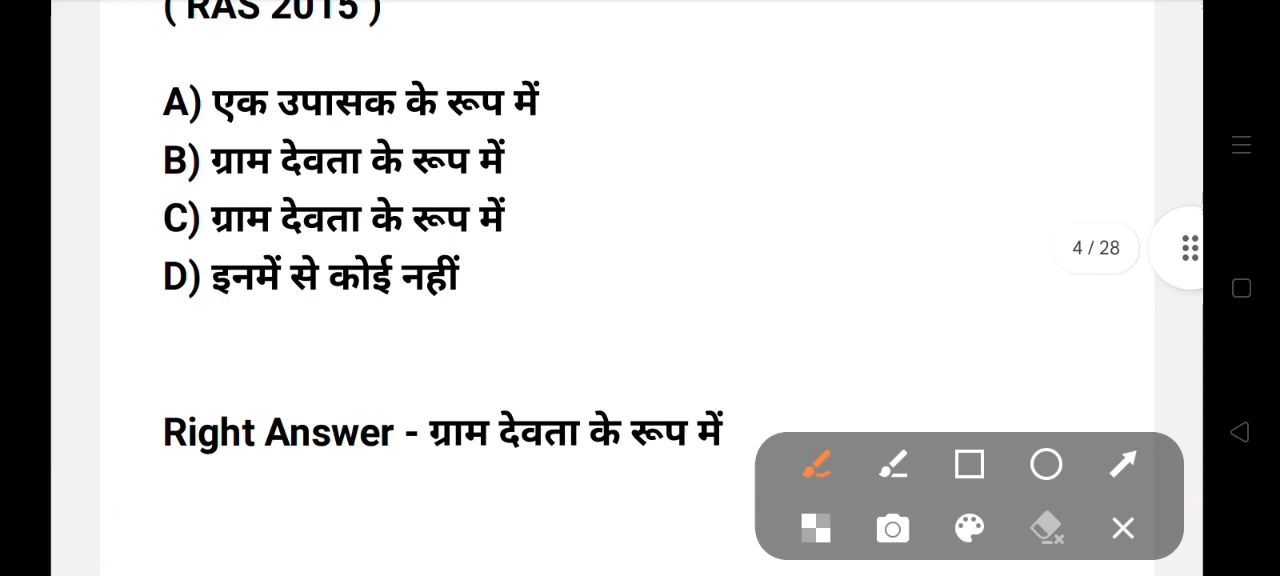 ( RAS 2015 )
A) एक उपासक के रूप में
B) ग्राम देवता के रूप में
C) ग्राम देवता के रूप में
D) इनमें से कोई नहीं
4 / 28
Right Answer - ग्राम देवता के रूप में